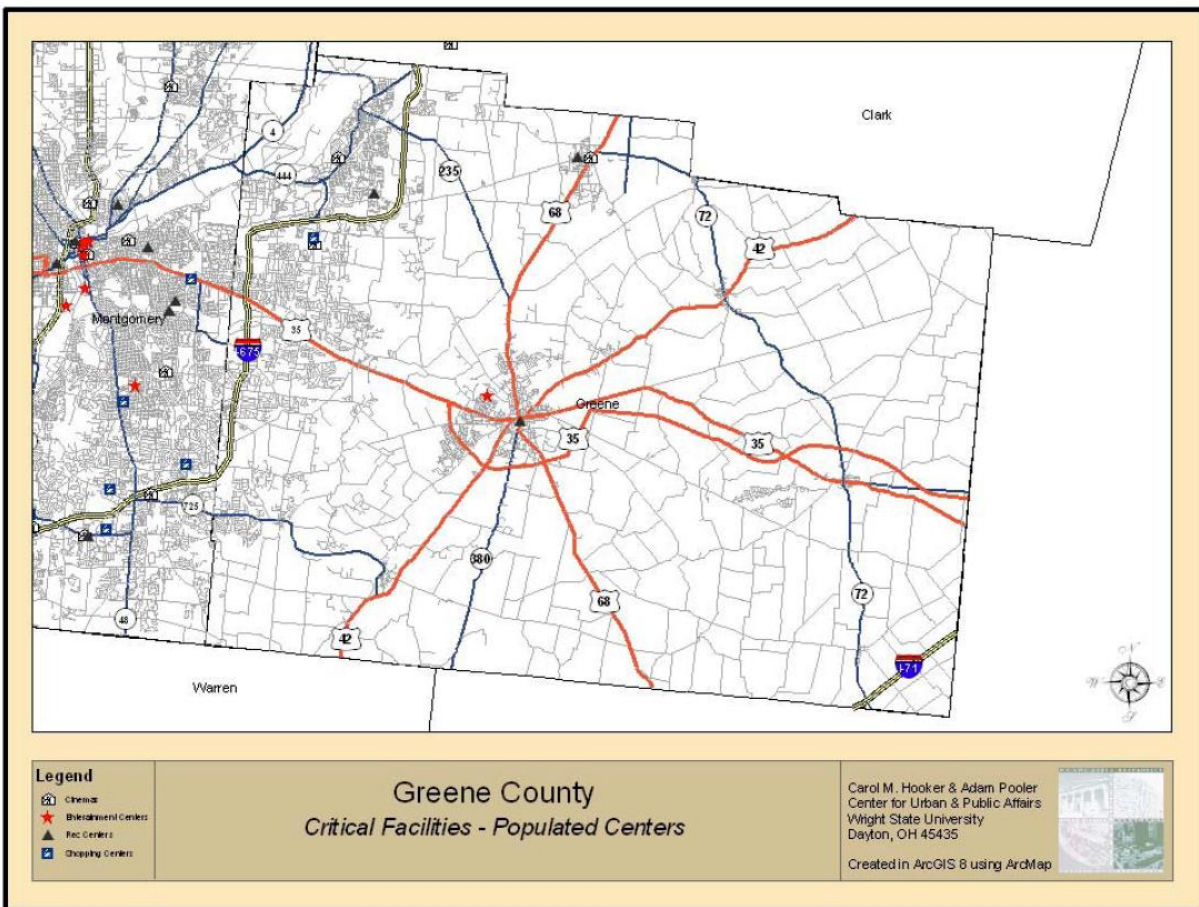 Clark
4
444
235
68
72
42
Montgomery
35
I-675
Greene
35
35
725
380
68
72
48
42
I-71
Warren
N
W
E
S
Legend
Cinemas
Entertainment Centers
Rec Centers
Chopping Centers
Greene County
Critical Facilities - Populated Centers
Carol M. Hooker & Adam Pooler
Center for Urban & Public Affairs
Wright State University
Dayton, OH 45435
Created in ArcGIS 8 using ArcMap